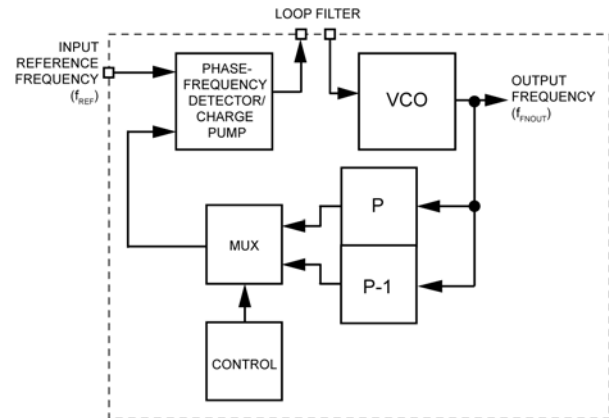 LOOP FILTER
INPUT
REFERENCE
FREQUENCY
(fREF)
PHASE-
FREQUENCY
DETECTOR/
CHARGE
PUMP
VCO
OUTPUT
FREQUENCY
(fFNOUT)
P
MUX
P-1
CONTROL